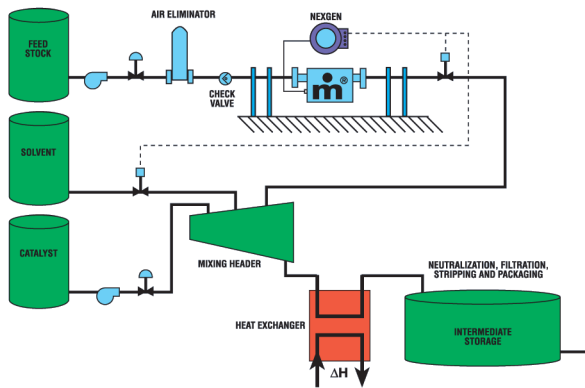 AIR ELIMINATOR
NEXGEN
FEED
STOCK
CHECK
VALVE
m®
SOLVENT
CATALYST
MIXING HEADER
NEUTRALIZATION, FILTRATION,
STRIPPING AND PACKAGING
HEAT EXCHANGER
INTERMEDIATE
STORAGE
ΔH